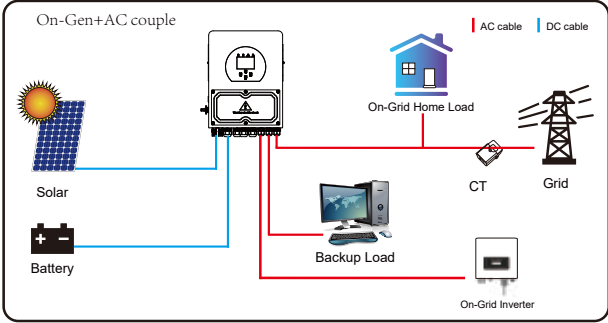 On-Gen+AC couple
AC cable
DC cable
On-Grid Home Load
Solar
CT
Grid
Backup Load
Battery
On-Grid Inverter